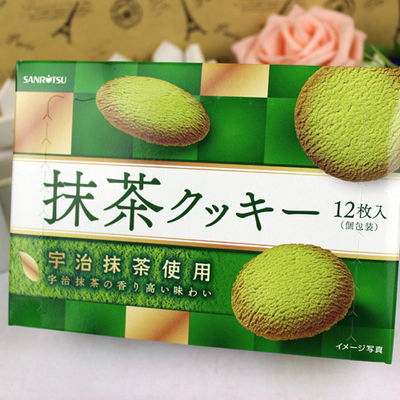 SANRITSU
抹茶クッキー
12枚入
(個包装)
宇治抹茶使用
宇治抹茶の香り高い味わい
イメージ写真